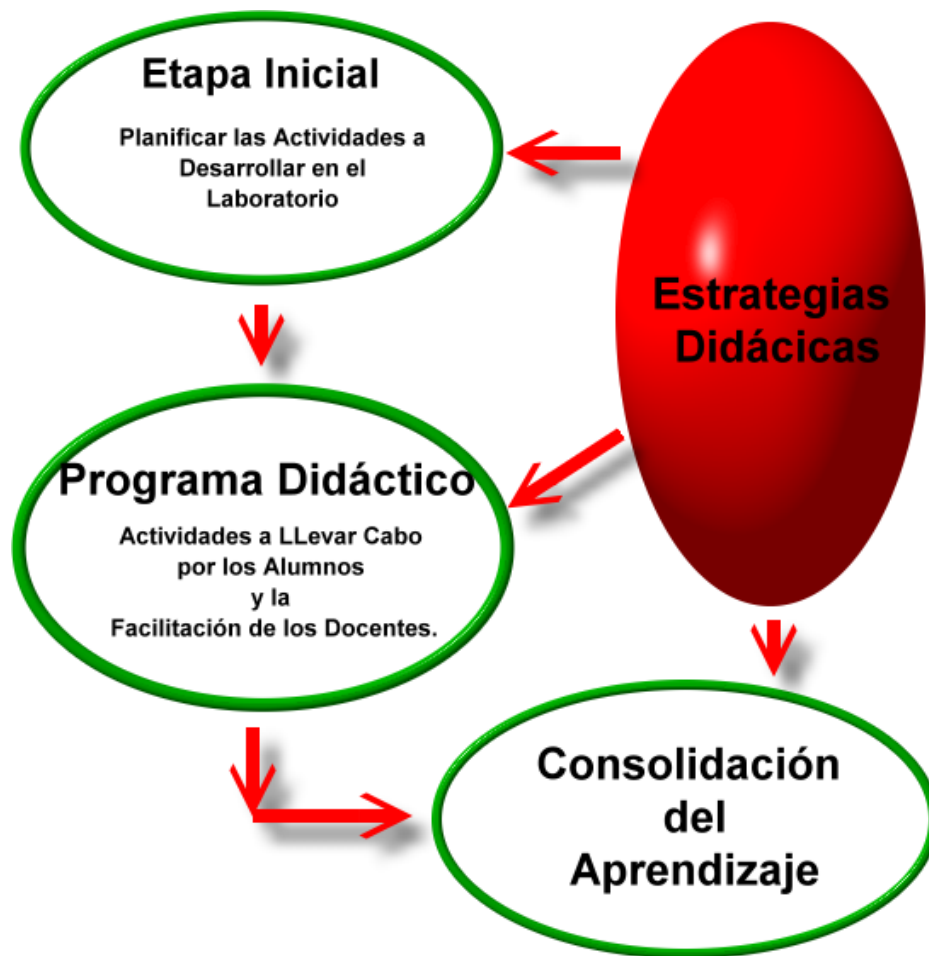 Etapa Inicial
Planificar las Actividades a
Desarrollar en el
Laboratorio
Estrategias
Didácicas
Programa Didáctico
Actividades a LLevar Cabo
por los Alumnos
y la
Facilitación de los Docentes.
Consolidación
del
Aprendizaje